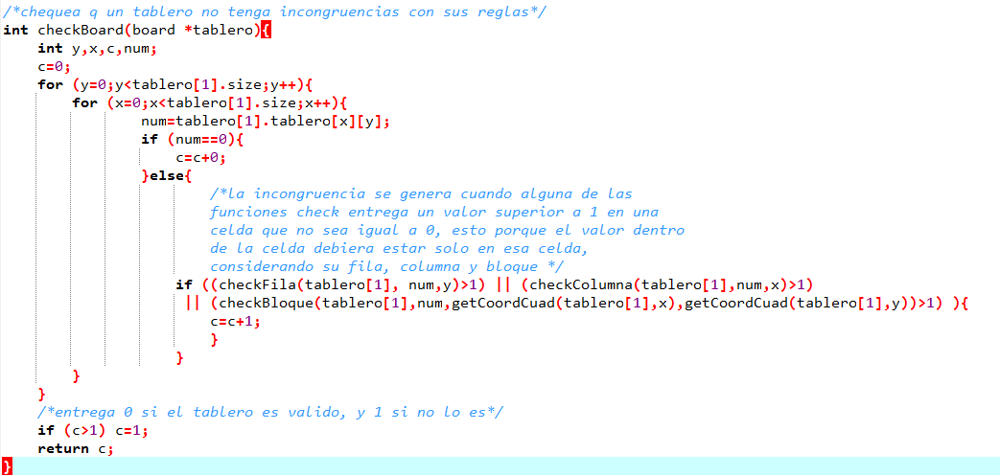 /*chequea q un tablero no tenga incongruencias con sus reglas*/
int checkBoard(board *tablero){
    int y,x,c,num;
    c=0;
    for (y=0;y<tablero[1].size;y++){
        for (x=0;x<tablero[1].size;x++){
                num=tablero[1].tablero[x][y];
                if (num==0){
                    c=c+0;
                }else{
                        /*la incongruencia se genera cuando alguna de las
                        funciones check entrega un valor superior a 1 en una
                        celda que no sea igual a 0, esto porque el valor dentro
                        de la celda debiera estar solo en esa celda,
                        considerando su fila, columna y bloque */
                    if ((checkFila(tablero[1], num,y)>1) || (checkColumna(tablero[1],num,x)>1)
                     || (checkBloque(tablero[1],num,getCoordCuad(tablero[1],x),getCoordCuad(tablero[1],y))>1) ){
                        c=c+1;
                        }
                    }
        }
    }
    /*entrega 0 si el tablero es valido, y 1 si no lo es*/
    if (c>1) c=1;
    return c;
}